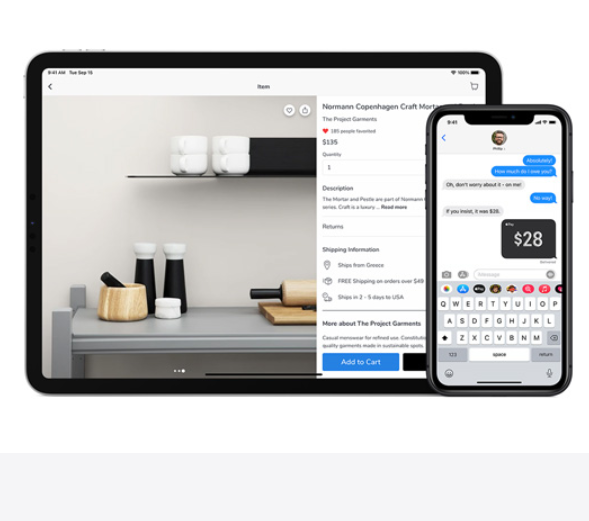 9:41 AM Tue Sep 15
100%
Item
Normann Copenhagen Craft
The Project Garments
185 people favorited
$135
Quantity
1
Description
The Mortar and Pestle are part of Normann
series. Craft is a luxury ... Read more
Returns
Shipping Information
Ships from Greece
FREE Shipping on orders over $49
Ships in 2 - 5 days to USA
More about The Project Garments
Casual menswear for refined use.
quality garments made in sustainable spots.
Add to Cart
9:41
Absolutely!
How much do I owe you?
Oh, don't worry about it - on me!
No way!
If you insist, it was $28.
Pay
$28
Delivered
Message
Q W E R T Y U I O P
A S D F G H J K L
Z X C V B N M
123 space return